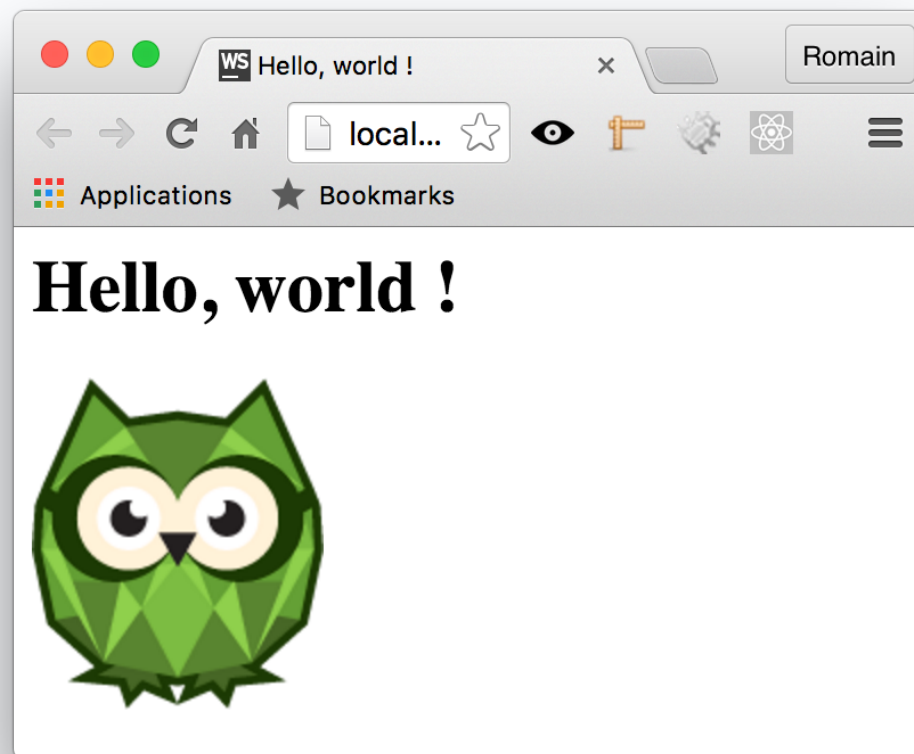 WS Hello, world !
Romain
local...
Applications Bookmarks
Hello, world !